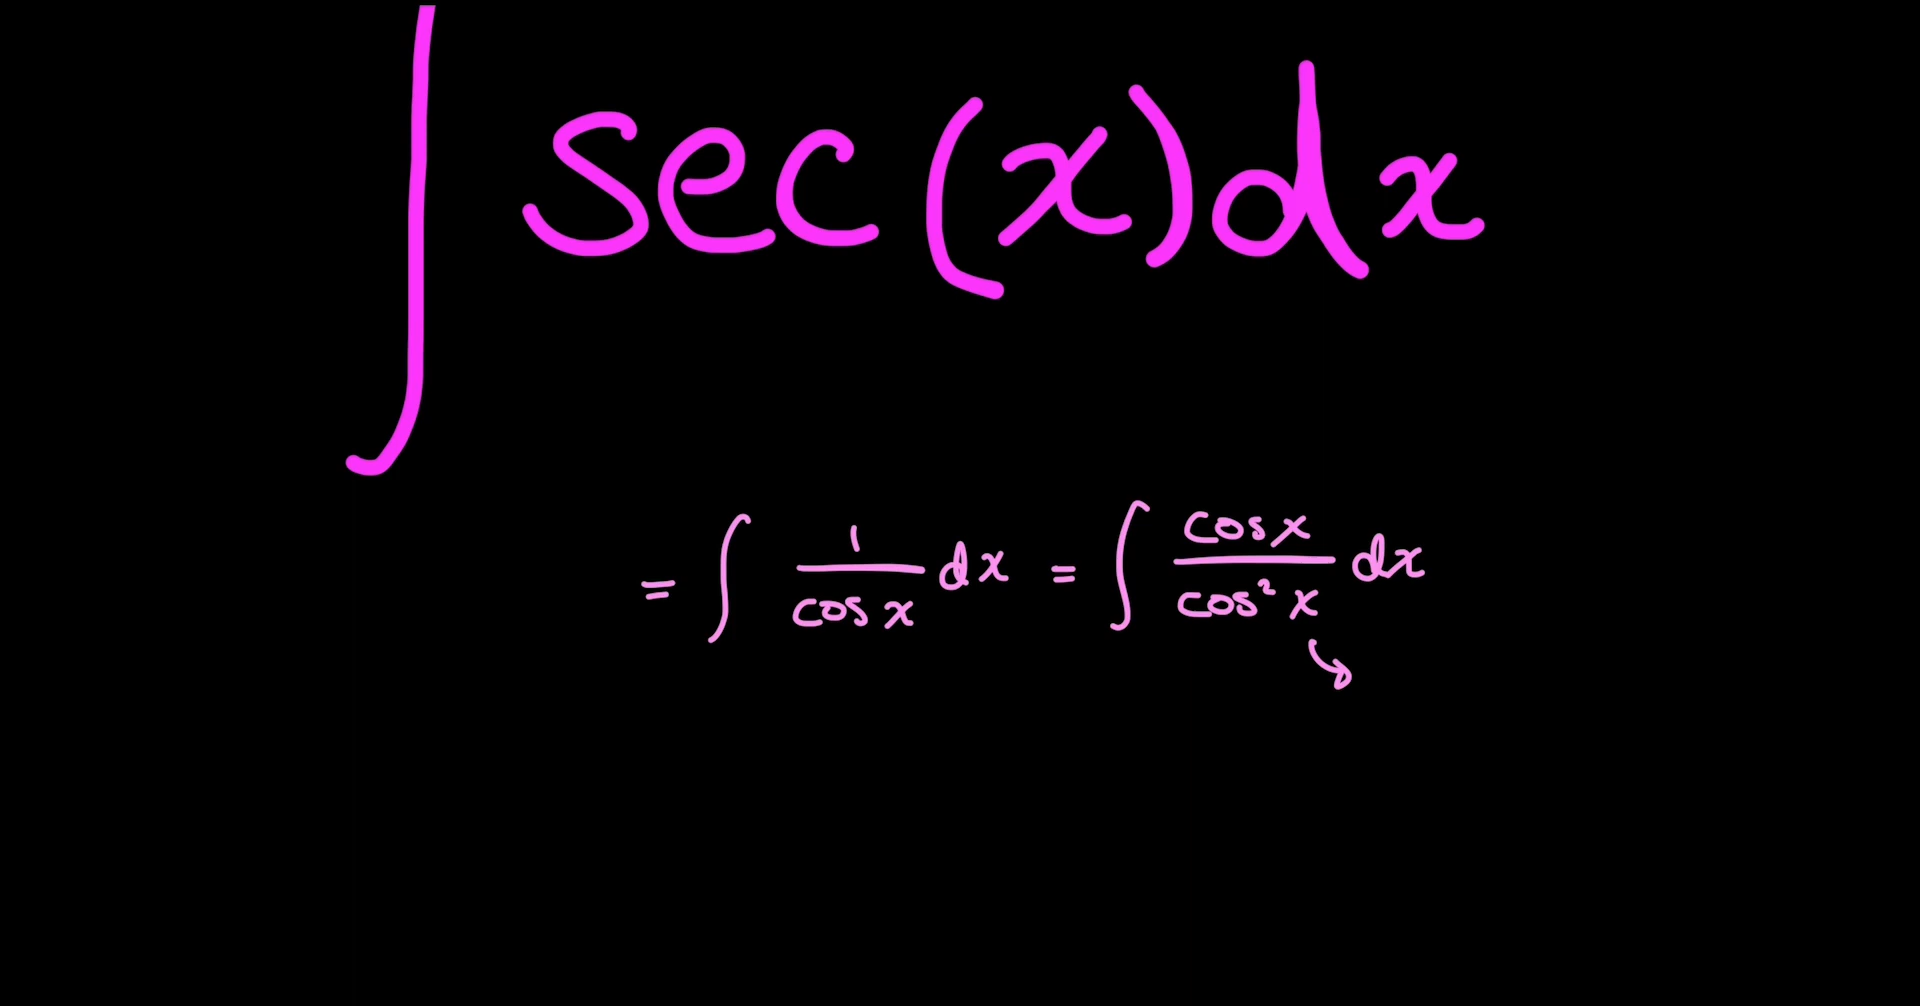 ∫ sec(x)dx
= ∫ 1/cos x dx = ∫ cos x/cos² x dx